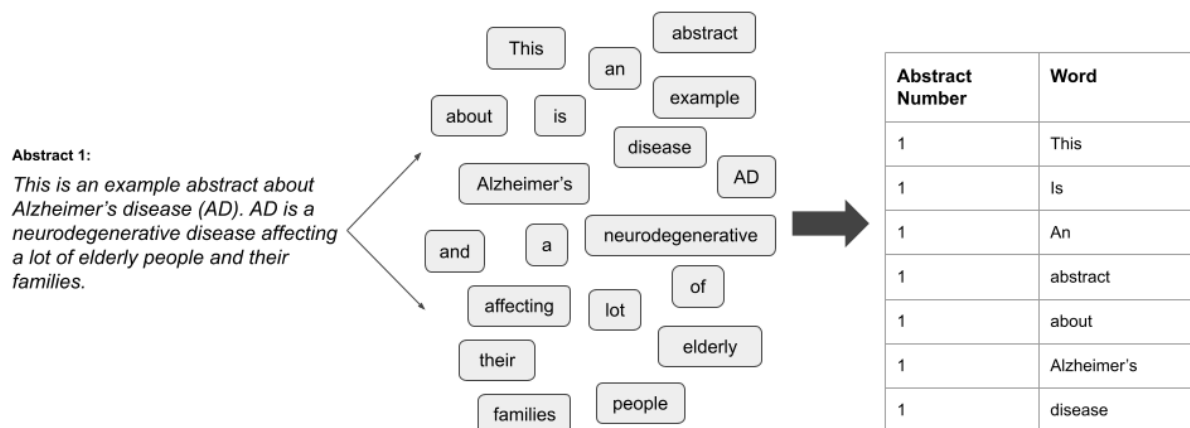 Abstract 1:
This is an example abstract about
Alzheimer's disease (AD). AD is a
neurodegenerative disease affecting
a lot of elderly people and their
families.
This
an
abstract
about
is
example
disease
Alzheimer's
AD
and
a
neurodegenerative
affecting
lot
of
their
elderly
families
people
Abstract Number Word
1 This
1 Is
1 An
1 abstract
1 about
1 Alzheimer's
1 disease